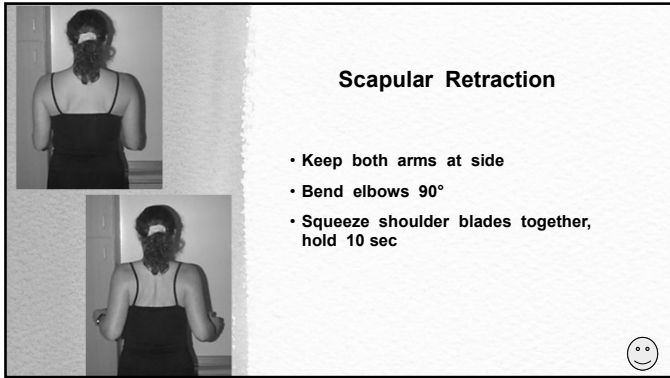 Scapular Retraction
• Keep both arms at side
• Bend elbows 90°
• Squeeze shoulder blades together,
hold 10 sec